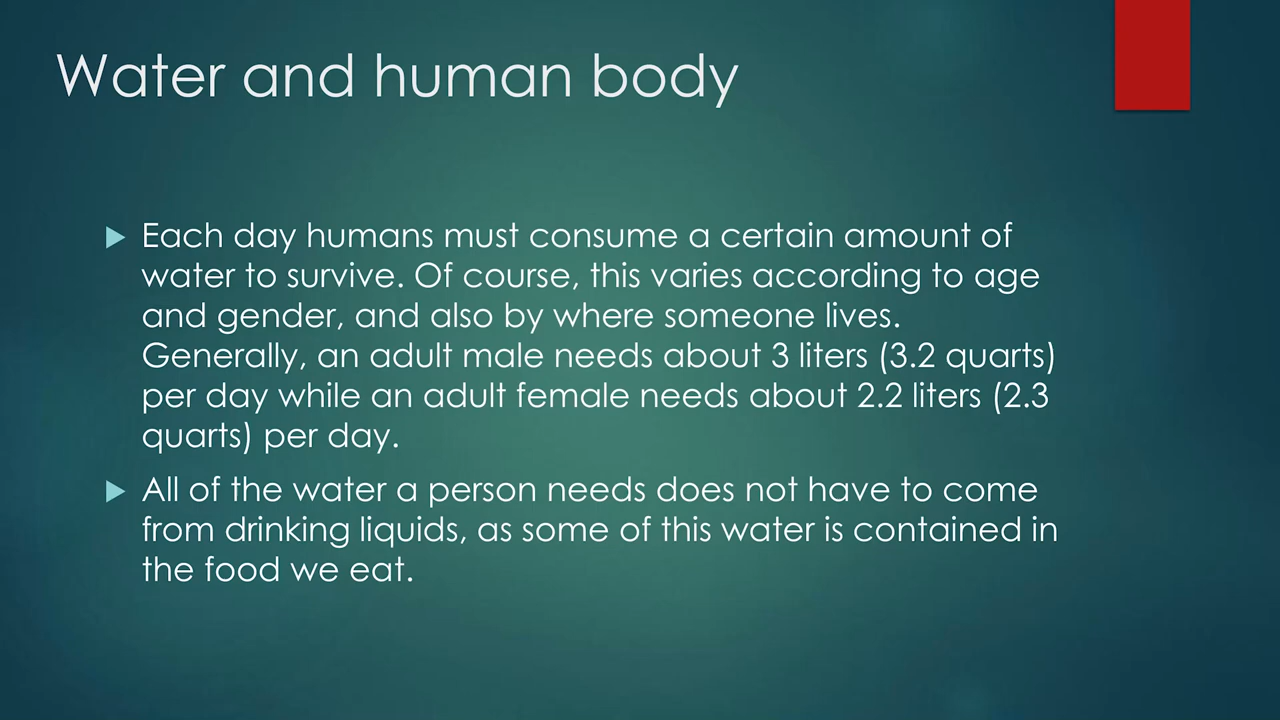 Water and human body
Each day humans must consume a certain amount of
water to survive. Of course, this varies according to age
and gender, and also by where someone lives.
Generally, an adult male needs about 3 liters (3.2 quarts)
per day while an adult female needs about 2.2 liters (2.3
quarts) per day.
All of the water a person needs does not have to come
from drinking liquids, as some of this water is contained in
the food we eat.